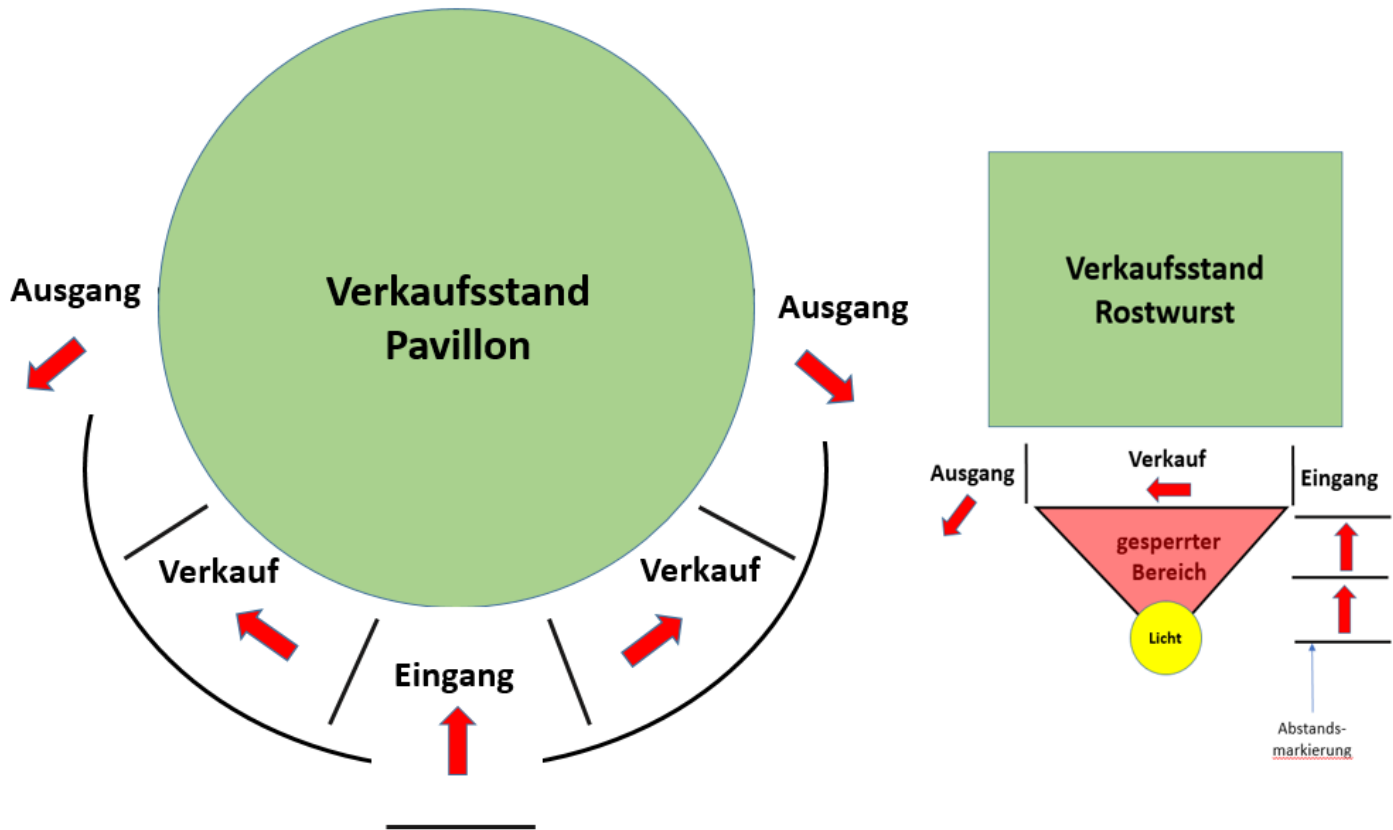 Verkaufsstand
Pavillon
Ausgang
Ausgang
Verkauf
Verkauf
Eingang
Verkaufsstand
Rostwurst
Ausgang
Verkauf
Eingang
gesperrter
Bereich
Licht
Abstands-
markierung